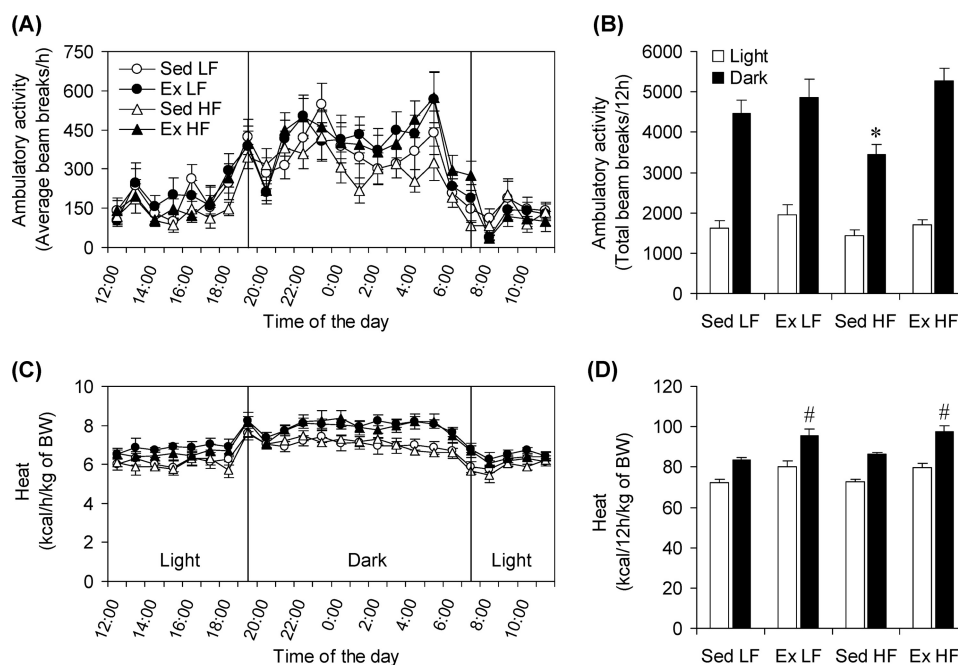 (A)
Ambulatory activity
(Average beam breaks/h)
750
600
450
300
150
0
Sed LF
Ex LF
Sed HF
Ex HF
12:00
14:00
16:00
18:00
20:00
22:00
0:00
2:00
4:00
6:00
8:00
10:00
Time of the day
(B)
Ambulatory activity
(Total beam breaks/12h)
6000
5000
4000
3000
2000
1000
0
Light
Dark
*
Sed LF
Ex LF
Sed HF
Ex HF
(C)
Heat
(kcal/h/kg of BW)
10
8
6
4
2
0
Light
Dark
Light
12:00
14:00
16:00
18:00
20:00
22:00
0:00
2:00
4:00
6:00
8:00
10:00
Time of the day
(D)
Heat
(kcal/12h/kg of BW)
120
100
80
60
40
20
0
#
#
Sed LF
Ex LF
Sed HF
Ex HF